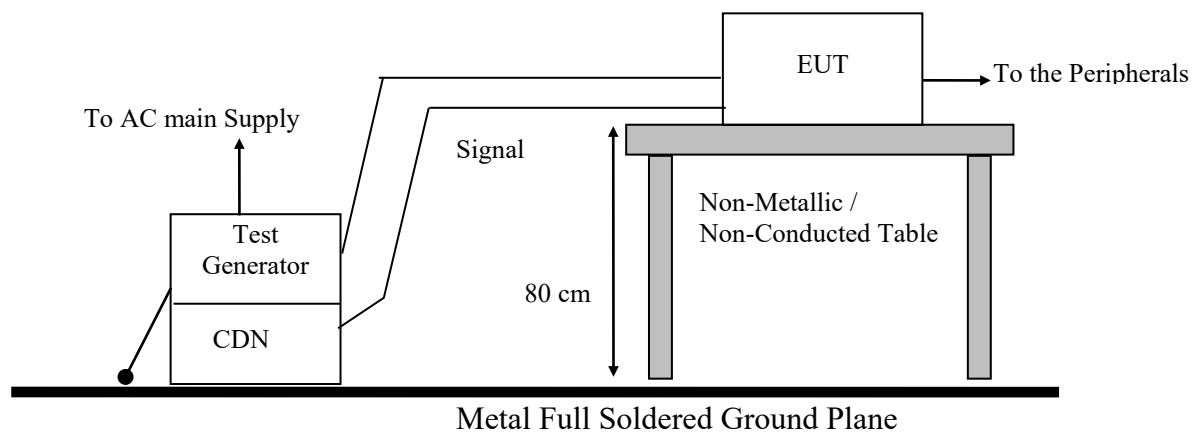 EUT
To the Peripherals
To AC main Supply
Signal
Non-Metallic /
Non-Conducted Table
Test
Generator
80 cm
CDN
Metal Full Soldered Ground Plane